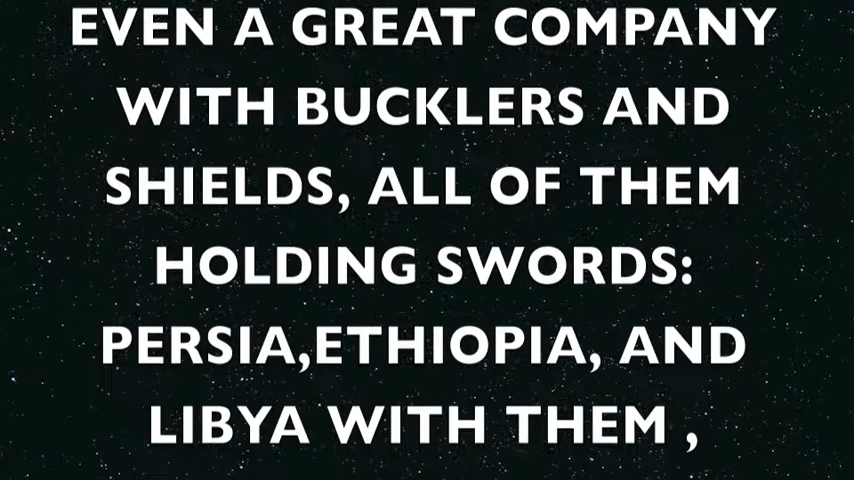 EVEN A GREAT COMPANY
WITH BUCKLERS AND
SHIELDS, ALL OF THEM
HOLDING SWORDS:
PERSIA,ETHIOPIA, AND
LIBYA WITH THEM ,